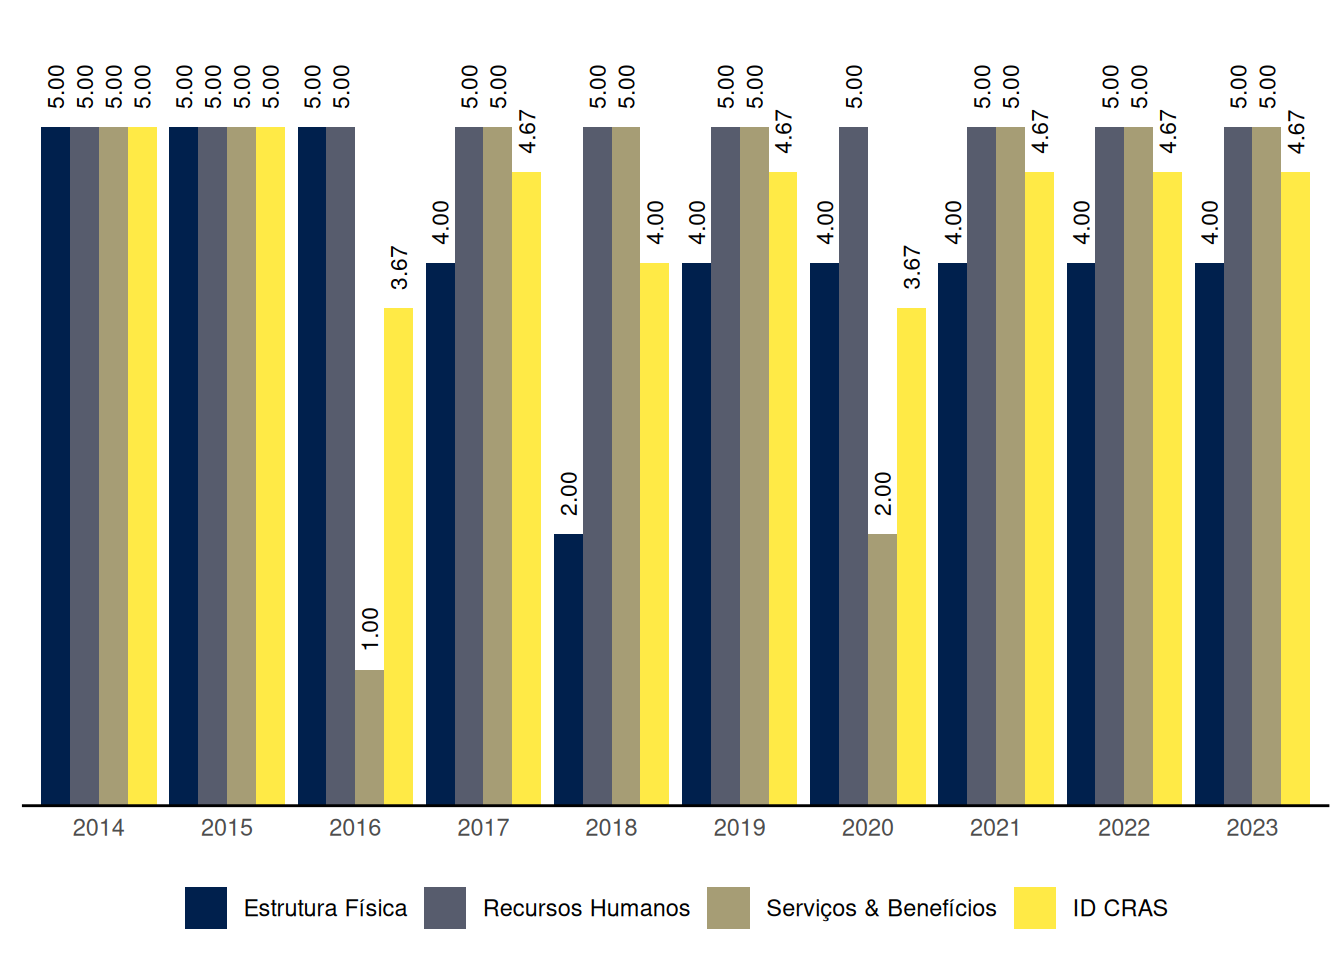 5.00 5.00 5.00 5.00 5.00 5.00 5.00 5.00 5.00 5.00 1.00 3.67 4.00 5.00 5.00 4.67 2.00 5.00 5.00 4.00 4.00 5.00 5.00 4.67 4.00 5.00 2.00 3.67 4.00 5.00 5.00 4.67 4.00 5.00 5.00 4.67 4.00 5.00 5.00 4.67
2014 2015 2016 2017 2018 2019 2020 2021 2022 2023
Estrutura Física Recursos Humanos Serviços & Benefícios ID CRAS